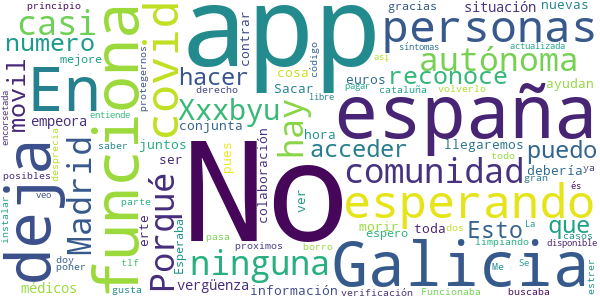 principio
casi
numero
En
app
gracias
situación
nuevas
personas
contrar
síntomas
actualizada
mejore
hacer
cosa
código
autónoma
reconoce
movil
funciona
covid
protegernos
euros
Sacar
derecho
pagar
cataluña
así
volverlo
ayudan
encorsetada
empeora
Xxxbyu
hay
libre
españa
entiende
conjunta
hora
acceder
llegaremos
puedo
deja
Madrid
Porqué
juntos
pues
colaboración
No
comunidad
debería
ya
saber
ser
ver
todo
gran
és
posibles
desprecia
parte
erte
Esperaba
ninguna
morir
esperando
veo
instalar
doy
poner
tlf
pasa
proximos
borro
espero
toda
Esto
que
limpiando
La
casos
disponible
médicos
gusta
vergüenza
información
verificación
Funcionaba
Galicia
Me
Se
dos
buscaba
estrer